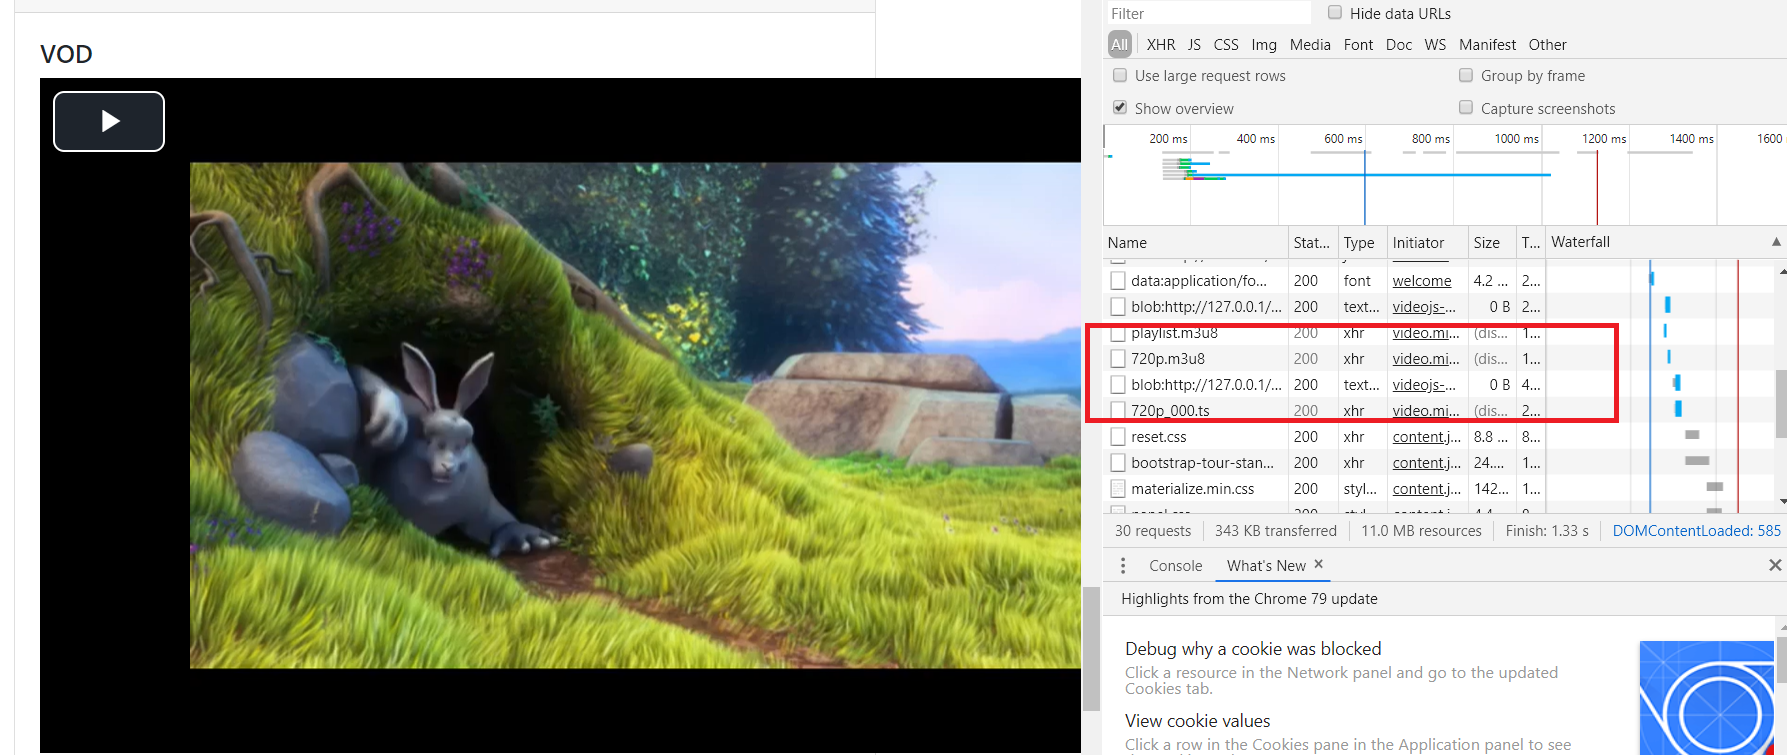 VOD
Filter
Hide data URLs
All XHR JS CSS Img Media Font Doc WS Manifest Other
Use large request rows Group by frame
Show overview Capture screenshots
200 ms 400 ms 600 ms 800 ms 1000 ms 1200 ms 1400 ms 1600
Name Stat... Type Initiator Size T... Waterfall
data:application/fo... 200 font welcome 4.2 ... 2...
blob:http://127.0.0.1/... 200 text... videojs-... 0 B 2...
playlist.m3u8 200 xhr video.mi... (dis... 1...
720p.m3u8 200 xhr video.mi... (dis... 1...
blob:http://127.0.0.1/... 200 text... videojs-... 0 B 4...
720p_000.ts 200 xhr video.mi... (dis... 2...
reset.css 200 xhr content.j... 8.8 ... 8...
bootstrap-tour-stan... 200 xhr content.j... 24.... 1...
materialize.min.css 200 styl... content.j... 142... 1...
30 requests 343 KB transferred 11.0 MB resources Finish: 1.33 s DOMContentLoaded: 585
Console What's New ×
Highlights from the Chrome 79 update
Debug why a cookie was blocked
Click a resource in the Network panel and go to the updated
Cookies tab.
View cookie values
Click a row in the Cookies pane in the Application panel to see